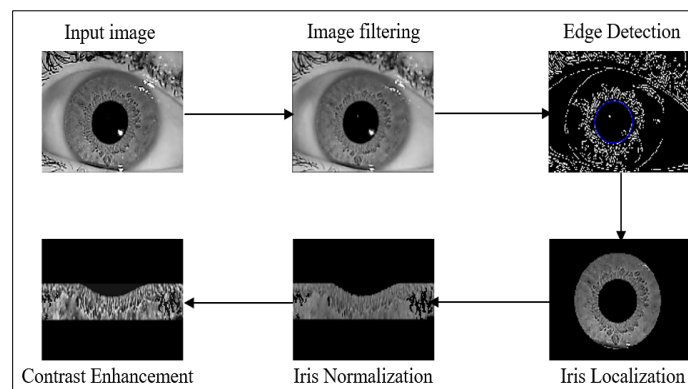 Input image
Image filtering
Edge Detection
Contrast Enhancement
Iris Normalization
Iris Localization